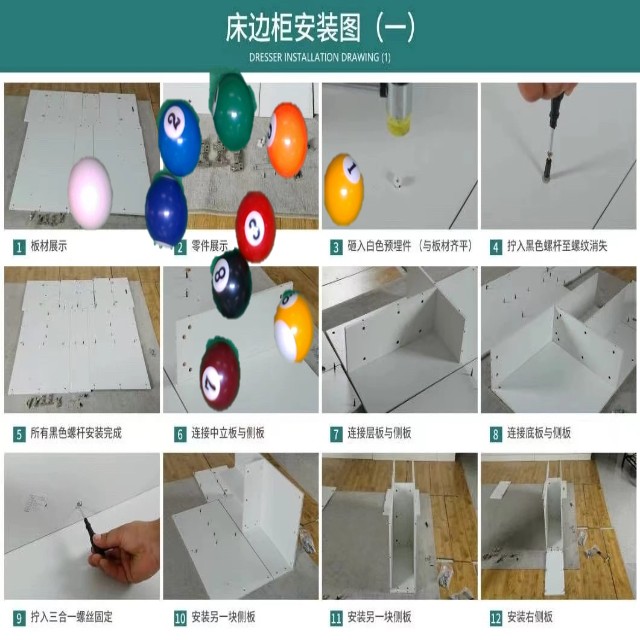 床边柜安装图（一）
DRESSER INSTALLATION DRAWING (1)
1 板材展示
2 零件展示
3 砸入白色预埋件 （与板材齐平）
4 拧入黑色螺杆至螺纹消失
5 所有黑色螺杆安装完成
6 连接中立板与侧板
7 连接层板与侧板
8 连接底板与侧板
9 拧入三合一螺丝固定
10 安装另一块侧板
11 安装另一块侧板
12 安装右侧板
2
1
3
8
7